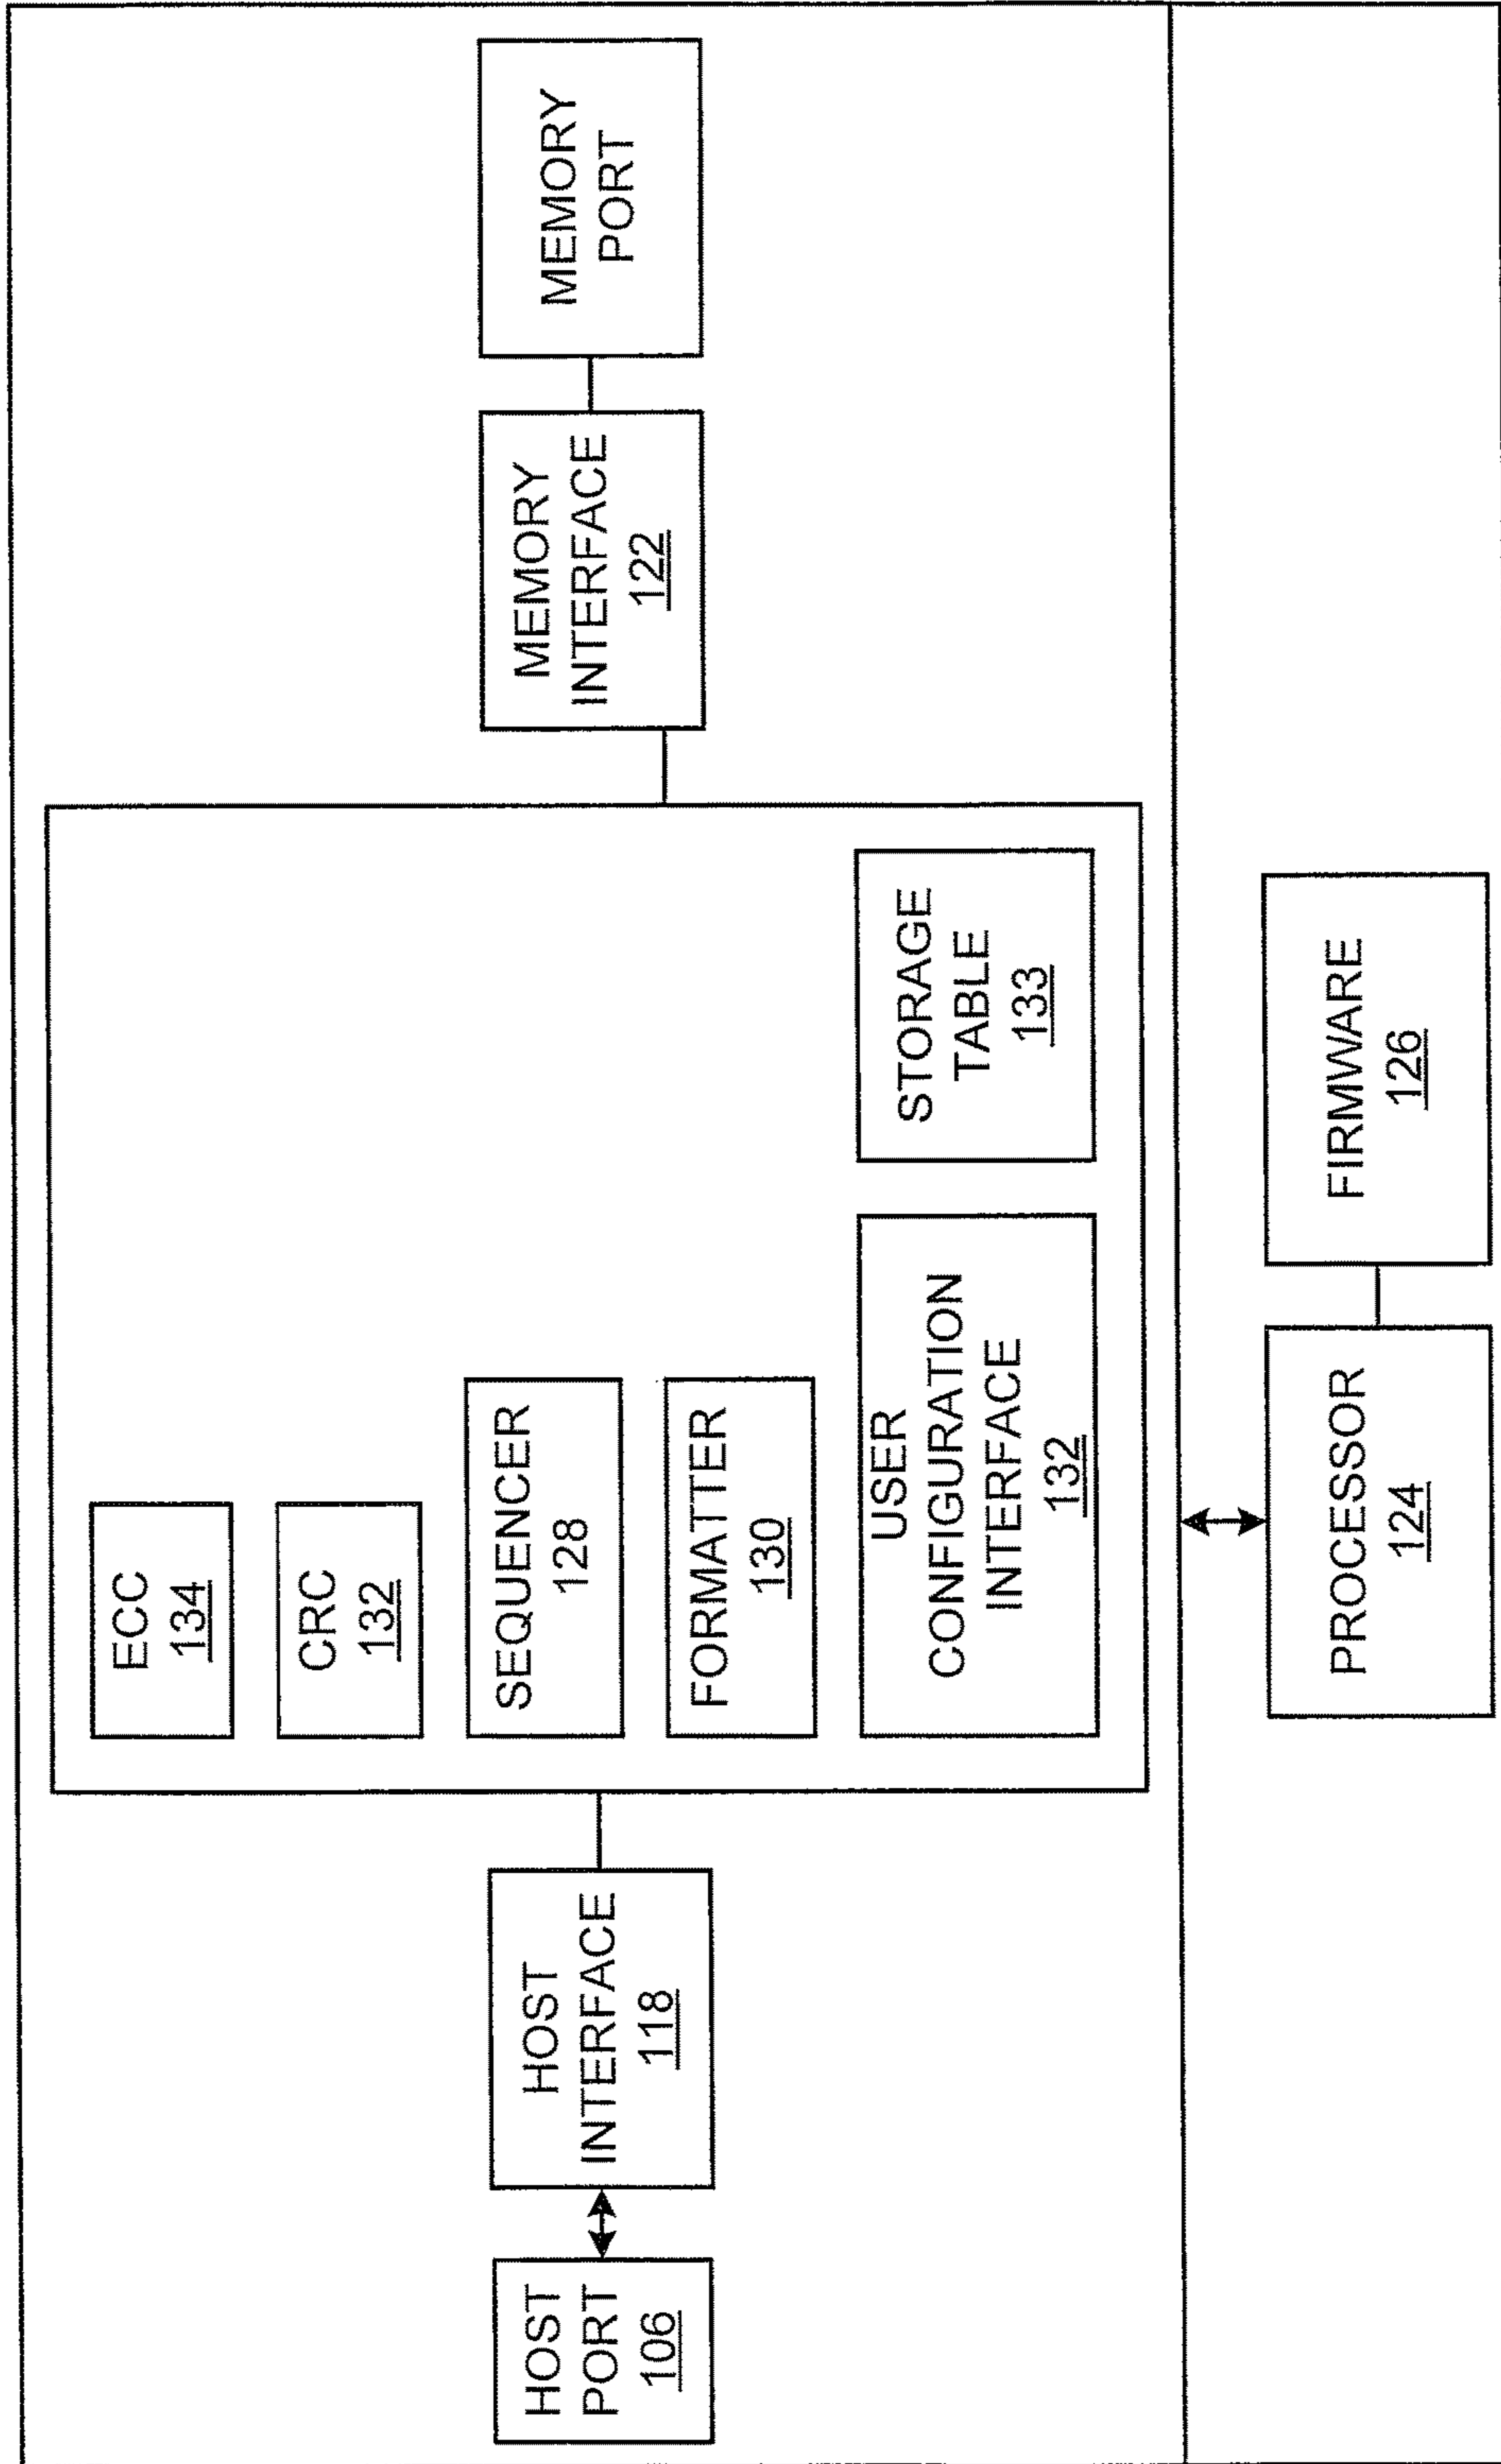 HOST
PORT
106
HOST
INTERFACE
118
ECC
134
CRC
132
SEQUENCER
128
FORMATTER
130
USER
CONFIGURATION
INTERFACE
132
STORAGE
TABLE
133
MEMORY
INTERFACE
122
MEMORY
PORT
PROCESSOR
124
FIRMWARE
126